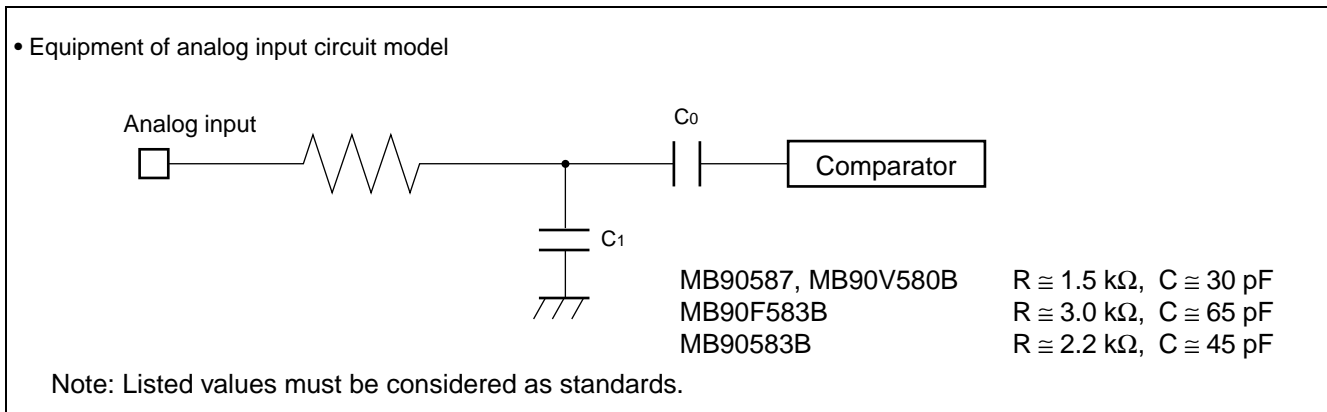 • Equipment of analog input circuit model
Analog input
C0
Comparator
C1
MB90587, MB90V580B R ≅ 1.5 kΩ, C ≅ 30 pF
MB90F583B R ≅ 3.0 kΩ, C ≅ 65 pF
MB90583B R ≅ 2.2 kΩ, C ≅ 45 pF
Note: Listed values must be considered as standards.